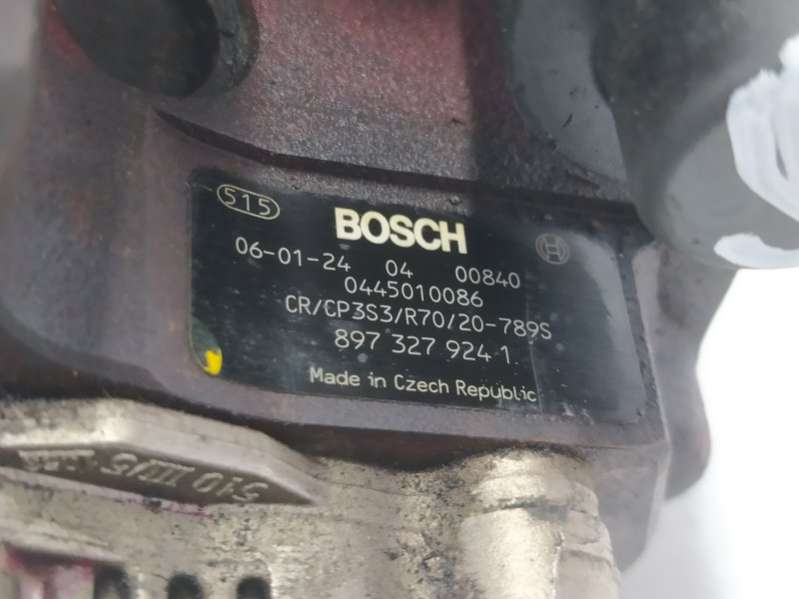 515
BOSCH
06-01-24 04 00840
0445010086
CR/CP3S3/R70/20-789S
897 327 924 1
Made in Czech Republic